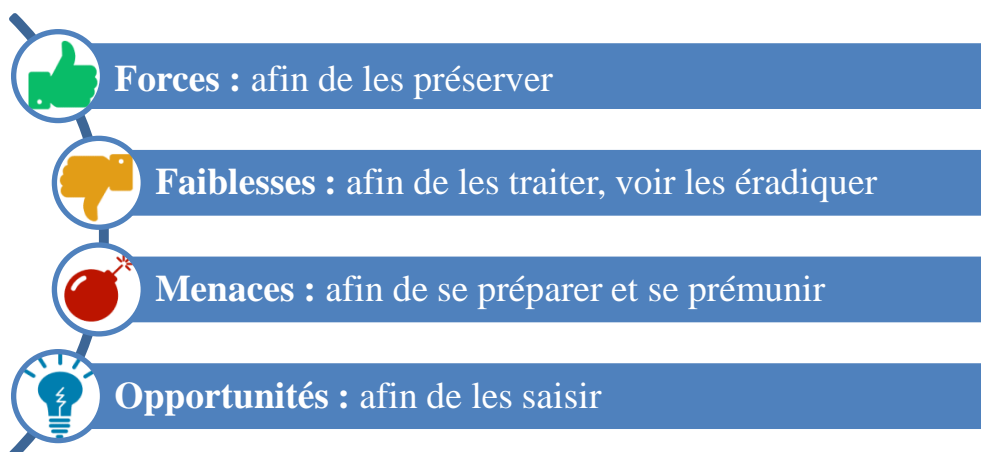 Forces : afin de les préserver
Faiblesses : afin de les traiter, voir les éradiquer
Menaces : afin de se préparer et se prémunir
Opportunités : afin de les saisir